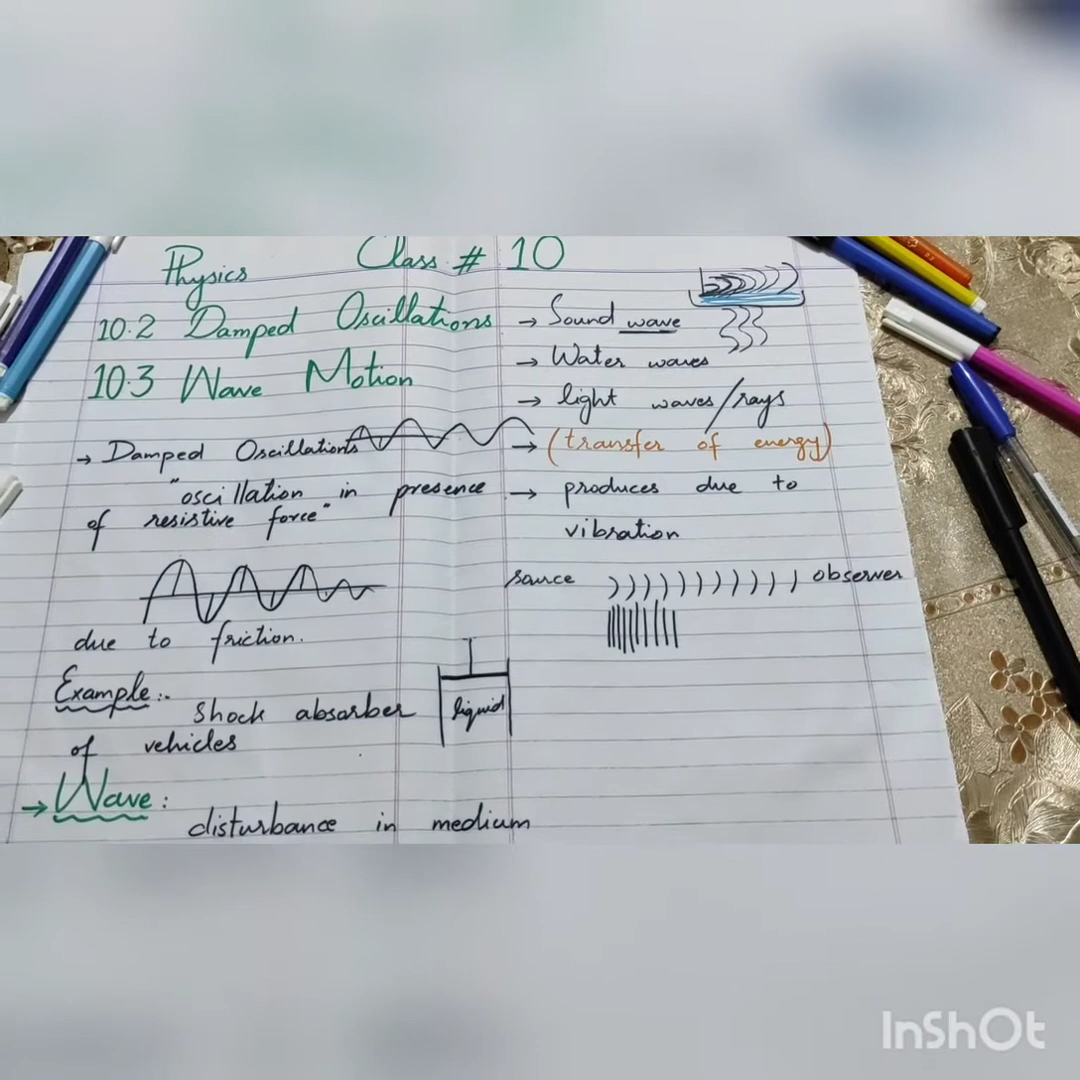 Physics Class # 10
10.2 Damped Oscillations
10.3 Wave Motion
→ Damped Oscillations
"oscillation in presence
of resistive force"
due to friction.
Example:-
Shock absorber
of vehicles
liquid
→ Wave:
disturbance in medium
→ Sound wave
→ Water waves
→ light waves/rays
→ (transfer of energy)
→ produces due to
vibration
source observer
InShOt